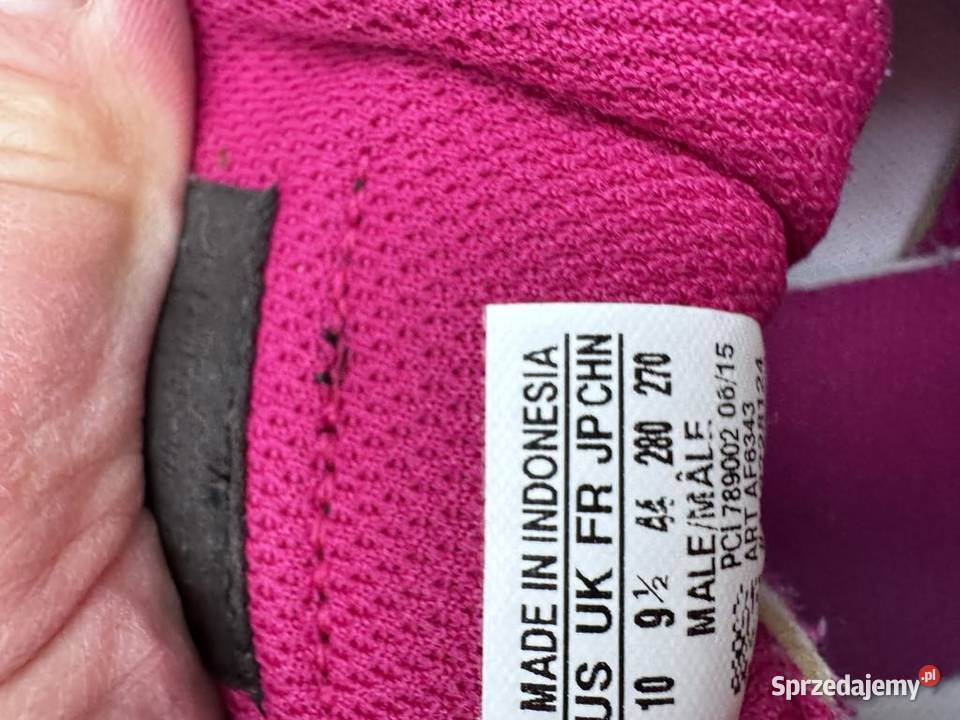 MADE IN INDONESIA
US UK FR JP CHN
10 9½ 44 280 270
MALE/MÂLE
PCI 789002 06/15
ART AF6343
Sprzedajemy.pl